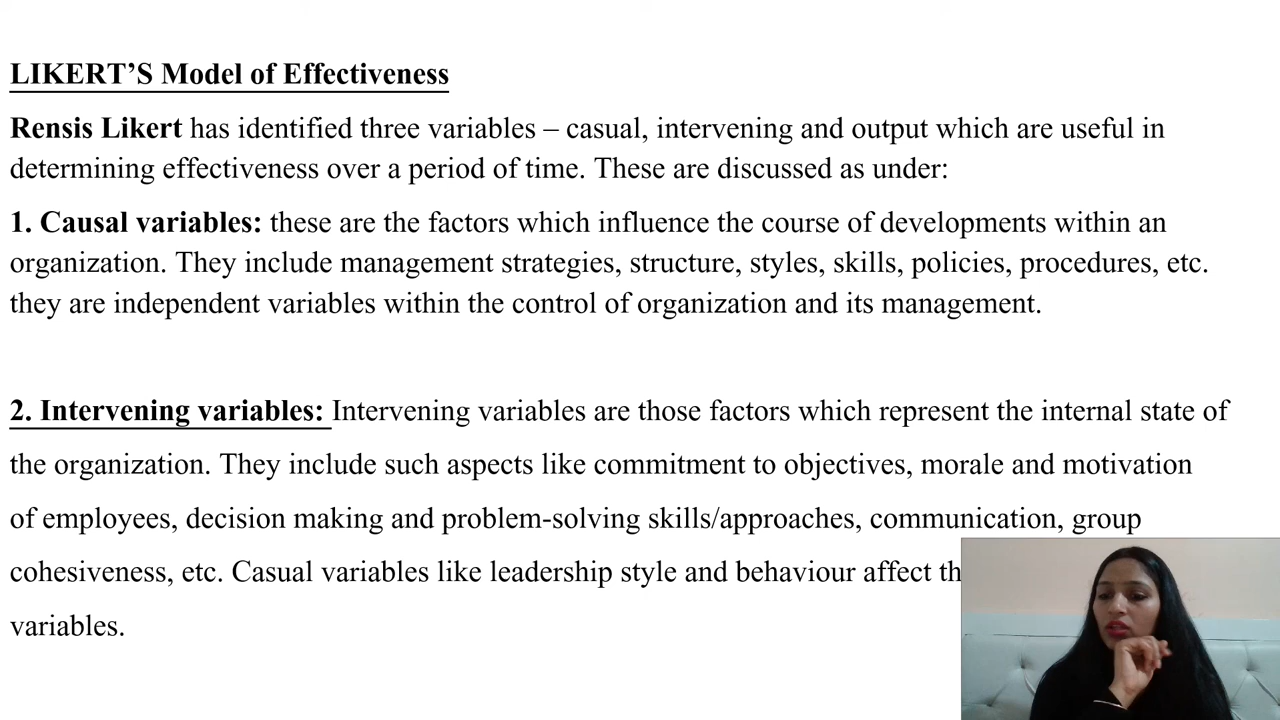 LIKERT’S Model of Effectiveness
Rensis Likert has identified three variables – casual, intervening and output which are useful in
determining effectiveness over a period of time. These are discussed as under:
1. Causal variables: these are the factors which influence the course of developments within an
organization. They include management strategies, structure, styles, skills, policies, procedures, etc.
they are independent variables within the control of organization and its management.
2. Intervening variables: Intervening variables are those factors which represent the internal state of
the organization. They include such aspects like commitment to objectives, morale and motivation
of employees, decision making and problem-solving skills/approaches, communication, group
cohesiveness, etc. Casual variables like leadership style and behaviour affect
variables.